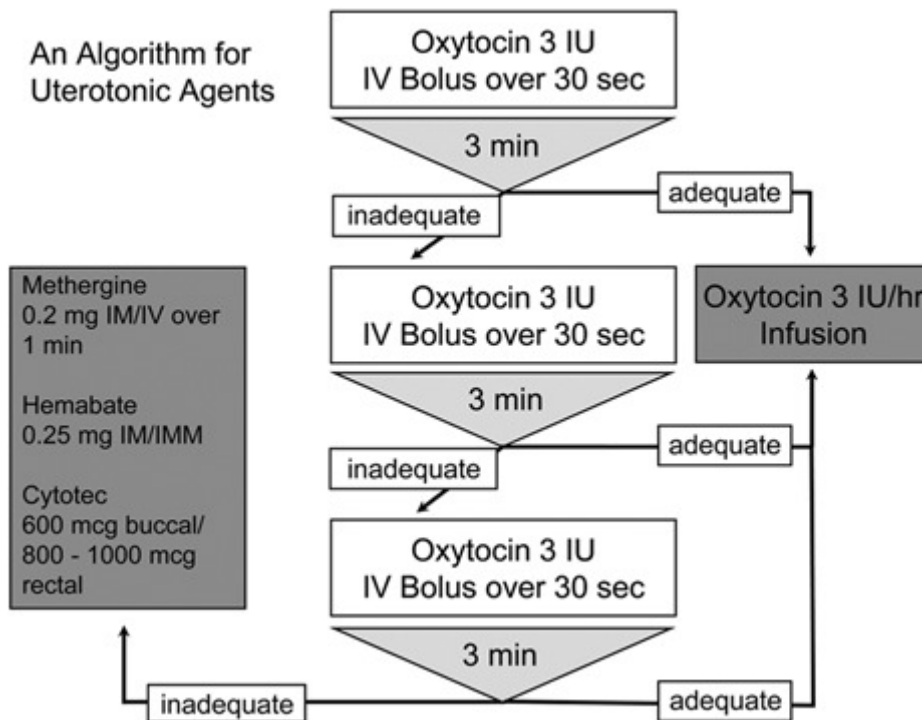 An Algorithm for
Uterotonic Agents
Oxytocin 3 IU
IV Bolus over 30 sec
3 min
inadequate
adequate
Methergine
0.2 mg IM/IV over
1 min
Hemabate
0.25 mg IM/IMM
Cytotec
600 mcg buccal/
800 - 1000 mcg
rectal
Oxytocin 3 IU
IV Bolus over 30 sec
Oxytocin 3 IU/hr
Infusion
3 min
inadequate
adequate
Oxytocin 3 IU
IV Bolus over 30 sec
3 min
inadequate
adequate